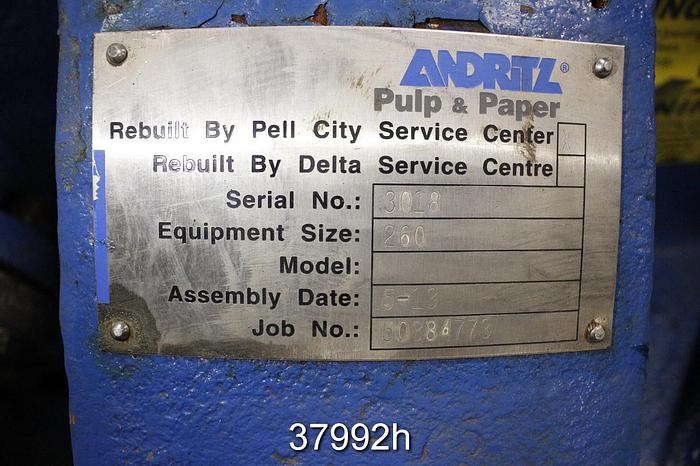 ANDRITZ®
Pulp & Paper
Rebuilt By Pell City Service Center X
Rebuilt By Delta Service Centre
Serial No.: 3018
Equipment Size: 260
Model:
Assembly Date: 5-13
Job No.: 50384773
37992h